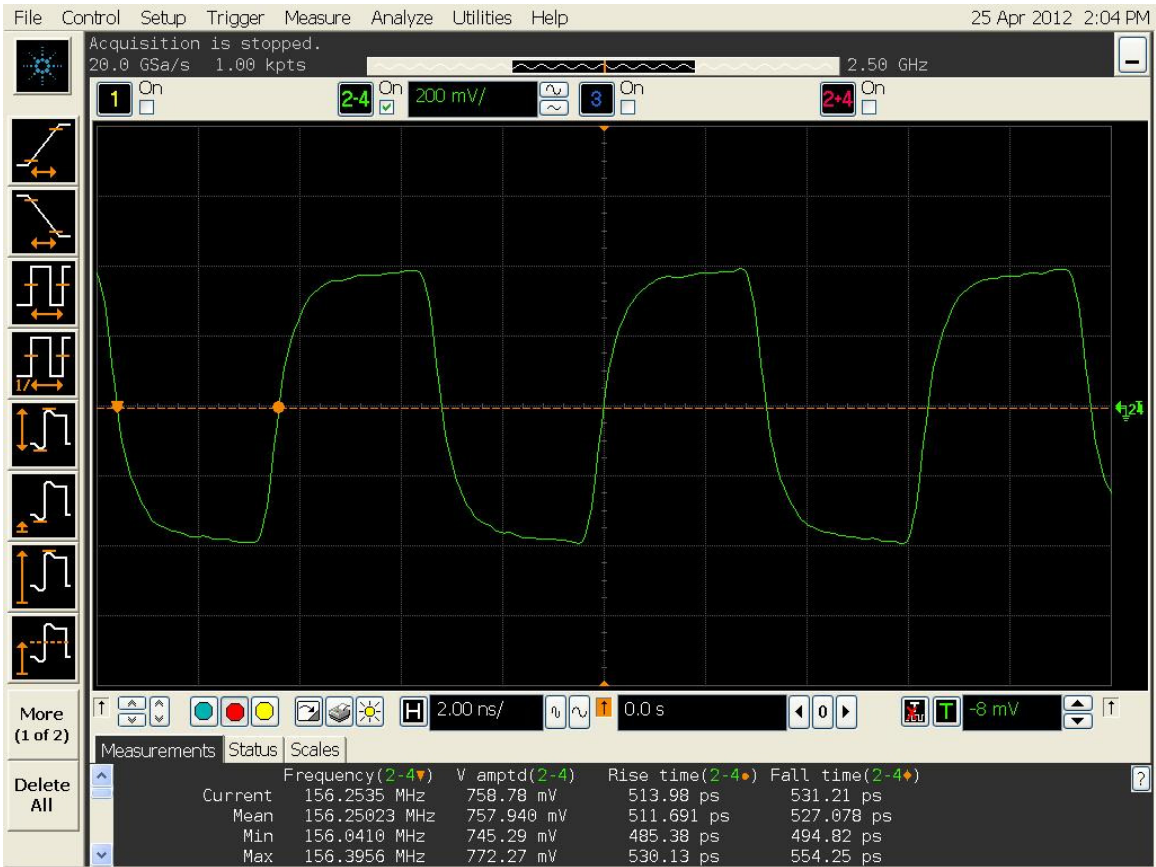 File Control Setup Trigger Measure Analyze Utilities Help 25 Apr 2012 2:04 PM
Acquisition is stopped.
20.0 GSa/s 1.00 kpts 2.50 GHz
1 On 2-4 On 200 mV/ 3 On 2+4 On
1/
More
(1 of 2)
Delete
All
H 2.00 ns/ 0.0 s 0 T -8 mV
Measurements Status Scales
Frequency(2-4) V amptd(2-4) Rise time(2-4) Fall time(2-4) ?
Current 156.2535 MHz 758.78 mV 513.98 ps 531.21 ps
Mean 156.25023 MHz 757.940 mV 511.691 ps 527.078 ps
Min 156.0410 MHz 745.29 mV 485.38 ps 494.82 ps
Max 156.3956 MHz 772.27 mV 530.13 ps 554.25 ps